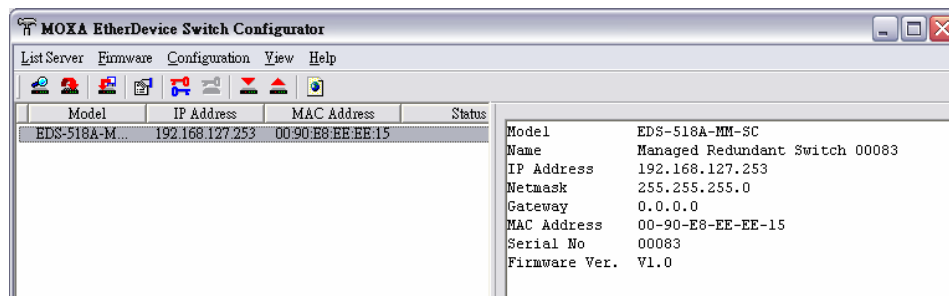 MOXA EtherDevice Switch Configurator
List Server Firmware Configuration View Help
Model IP Address MAC Address Status
EDS-518A-M... 192.168.127.253 00:90:E8:EE:EE:15
Model EDS-518A-MM-SC
Name Managed Redundant Switch 00083
IP Address 192.168.127.253
Netmask 255.255.255.0
Gateway 0.0.0.0
MAC Address 00-90-E8-EE-EE-15
Serial No 00083
Firmware Ver. V1.0